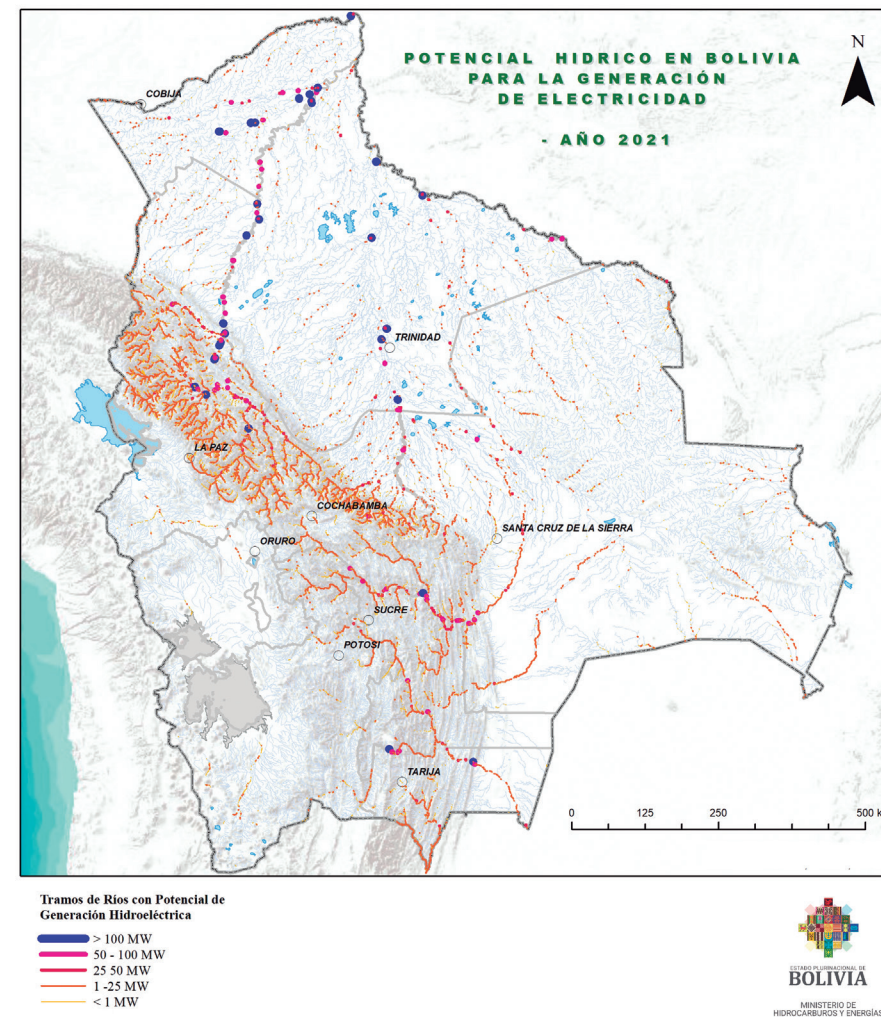 POTENCIAL HIDRICO EN BOLIVIA
PARA LA GENERACIÓN
DE ELECTRICIDAD
- AÑO 2021
N
COBIJA
TRINIDAD
LA PAZ
COCHABAMBA
ORURO
SANTA CRUZ DE LA SIERRA
SUCRE
POTOSI
TARIJA
0 125 250 500 k
Tramos de Ríos con Potencial de
Generación Hidroeléctrica
> 100 MW
50 - 100 MW
25 50 MW
1 -25 MW
< 1 MW
ESTADO PLURINACIONAL DE
BOLIVIA
MINISTERIO DE
HIDROCARBUROS Y ENERGÍAS